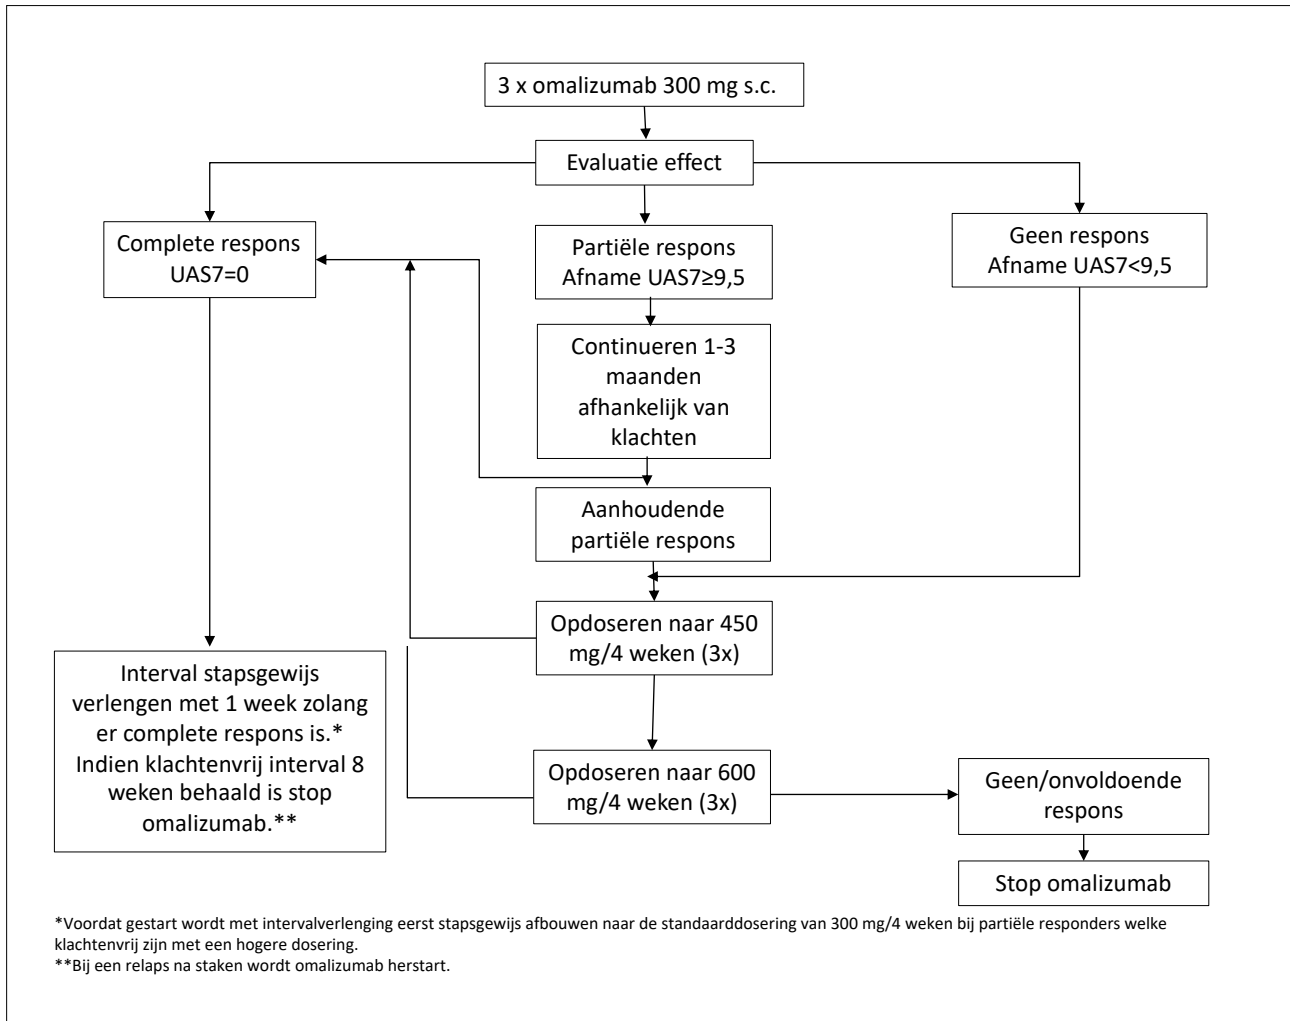 3 x omalizumab 300 mg s.c.
Evaluatie effect
Complete respons
UAS7=0
Partiële respons
Afname UAS7≥9,5
Geen respons
Afname UAS7<9,5
Continueren 1-3
maanden
afhankelijk van
klachten
Aanhoudende
partiële respons
Opdoseren naar 450
mg/4 weken (3x)
Interval stapsgewijs
verlengen met 1 week zolang
er complete respons is.*
Indien klachtenvrij interval 8
weken behaald is stop
omalizumab.**
Opdoseren naar 600
mg/4 weken (3x)
Geen/onvoldoende
respons
Stop omalizumab
*Voordat gestart wordt met intervalverlenging eerst stapsgewijs afbouwen naar de standaarddosering van 300 mg/4 weken bij partiële responders welke
klachtenvrij zijn met een hogere dosering.
**Bij een relaps na staken wordt omalizumab herstart.